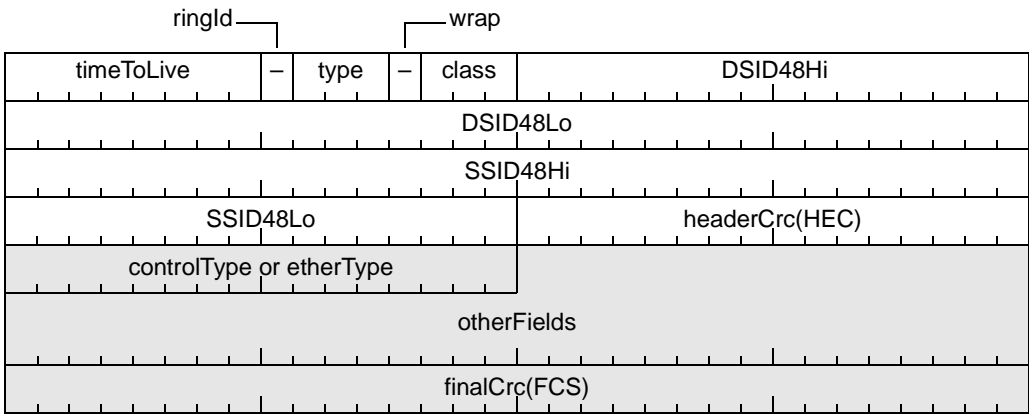 ringId wrap
timeToLive – type – class DSID48Hi
DSID48Lo
SSID48Hi
SSID48Lo headerCrc(HEC)
controlType or etherType
otherFields
finalCrc(FCS)